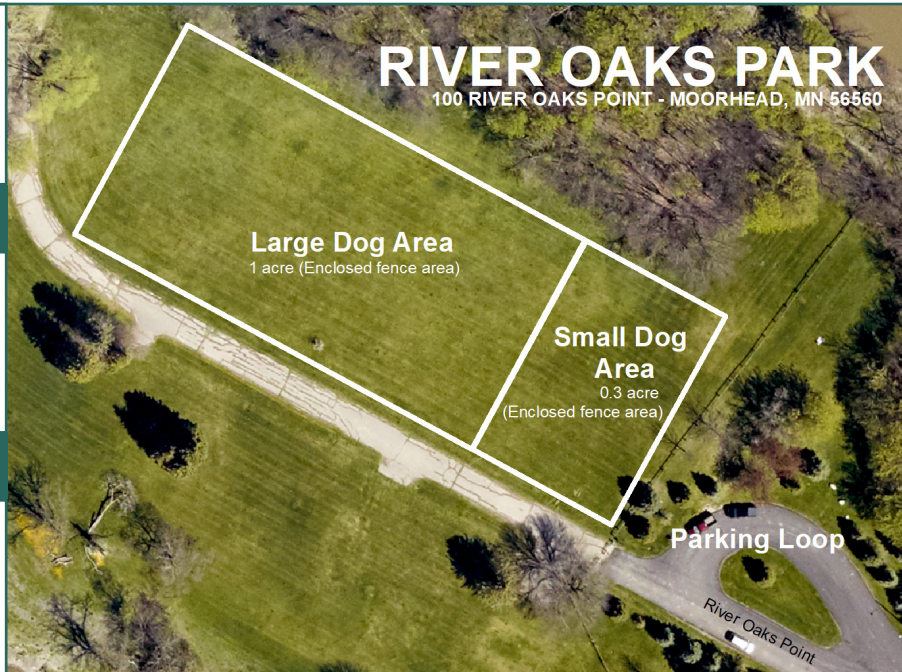 RIVER OAKS PARK
100 RIVER OAKS POINT - MOORHEAD, MN 56560
Large Dog Area
1 acre (Enclosed fence area)
Small Dog
Area
0.3 acre
(Enclosed fence area)
Parking Loop
River Oaks Point